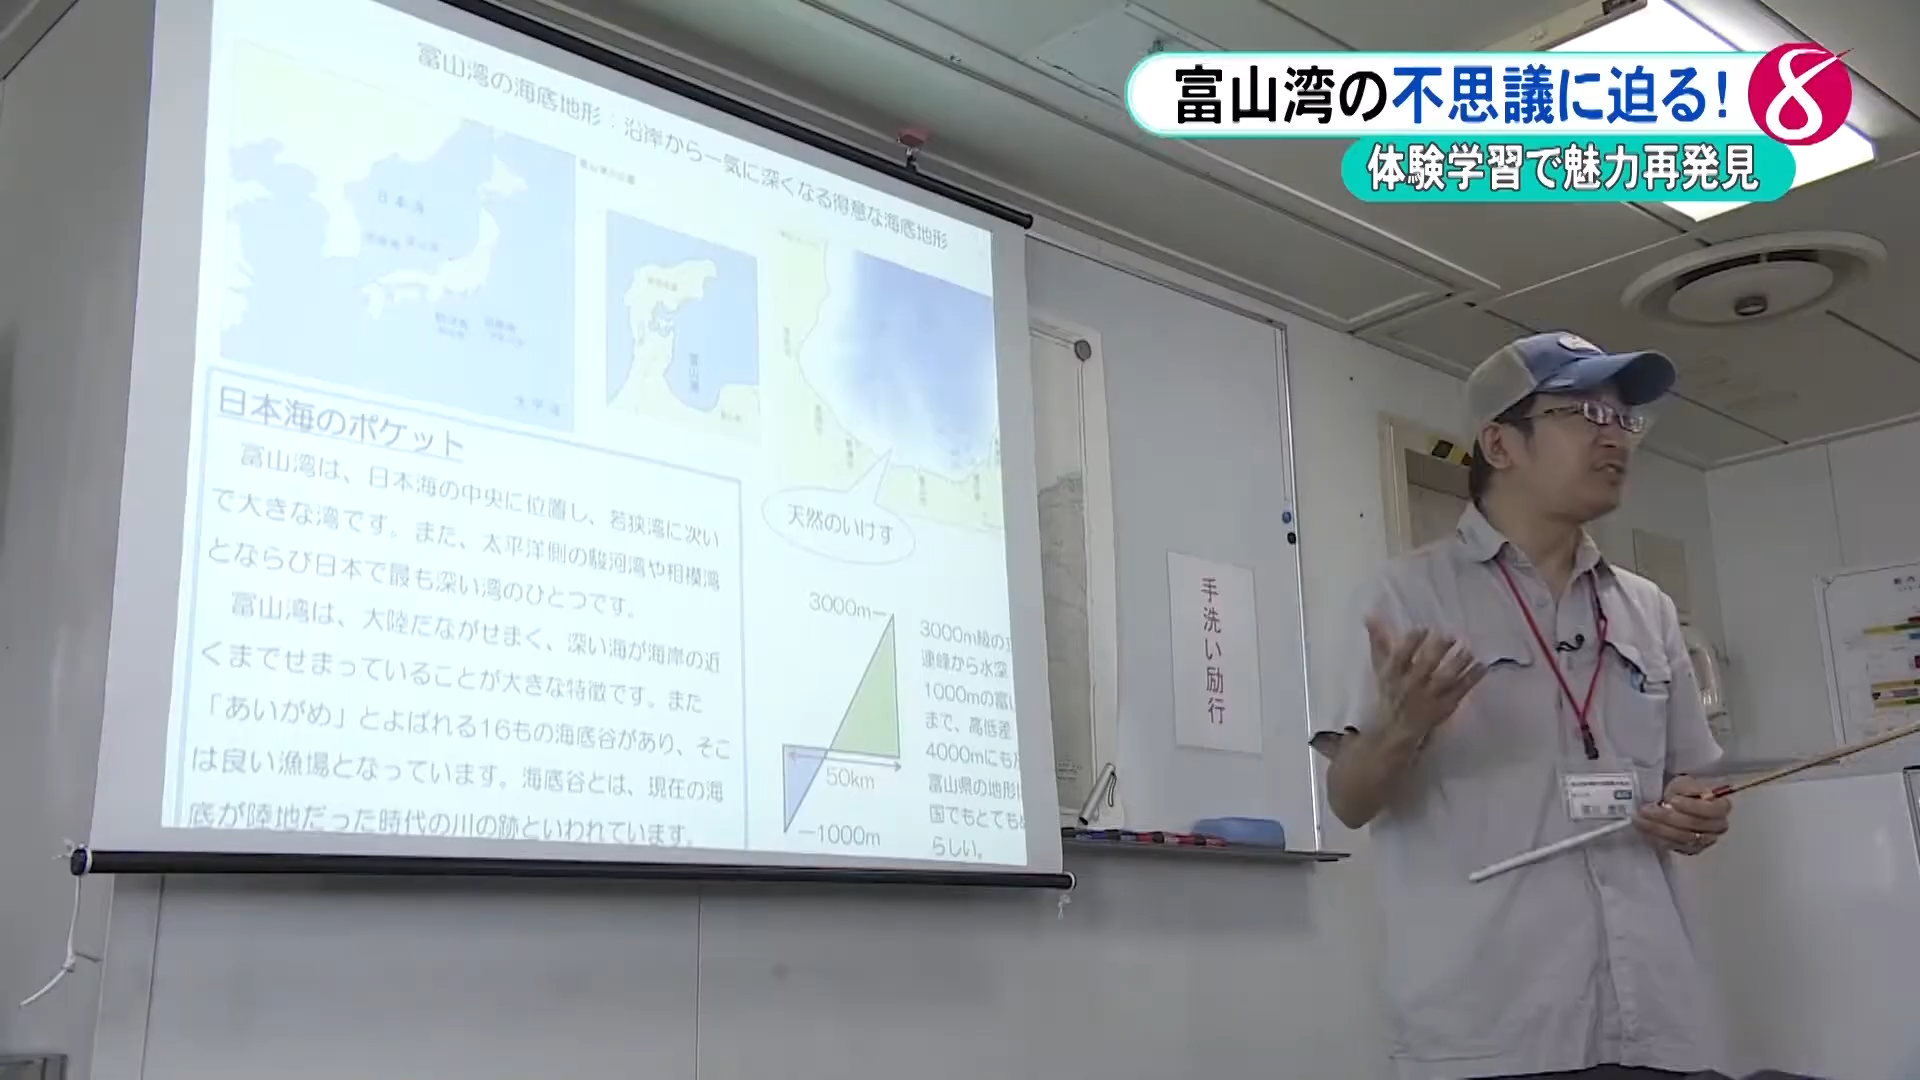 富山湾の不思議に迫る!
8
体験学習で魅力再発見
富山湾の海底地形：沿岸から一気に深くなる得意な海底地形
日本海
富山湾
日本海のポケット
富山湾は、日本海の中央に位置し、若狭湾に次い
で大きな湾です。また、太平洋側の駿河湾や相模湾
とならび日本で最も深い湾のひとつです。
富山湾は、大陸だながせまく、深い海が海岸の近
くまでせまっていることが大きな特徴です。また
「あいがめ」とよばれる16もの海底谷があり、そこ
は良い漁場となっています。海底谷とは、現在の海
底が陸地だった時代の川の跡といわれています。
天然のいけす
3000m
50km
−1000m
3000m級の
連峰から水深
1000mの富
まで、高低差
4000mにも
富山県の地形
国でもとても
らしい。
手洗い励行